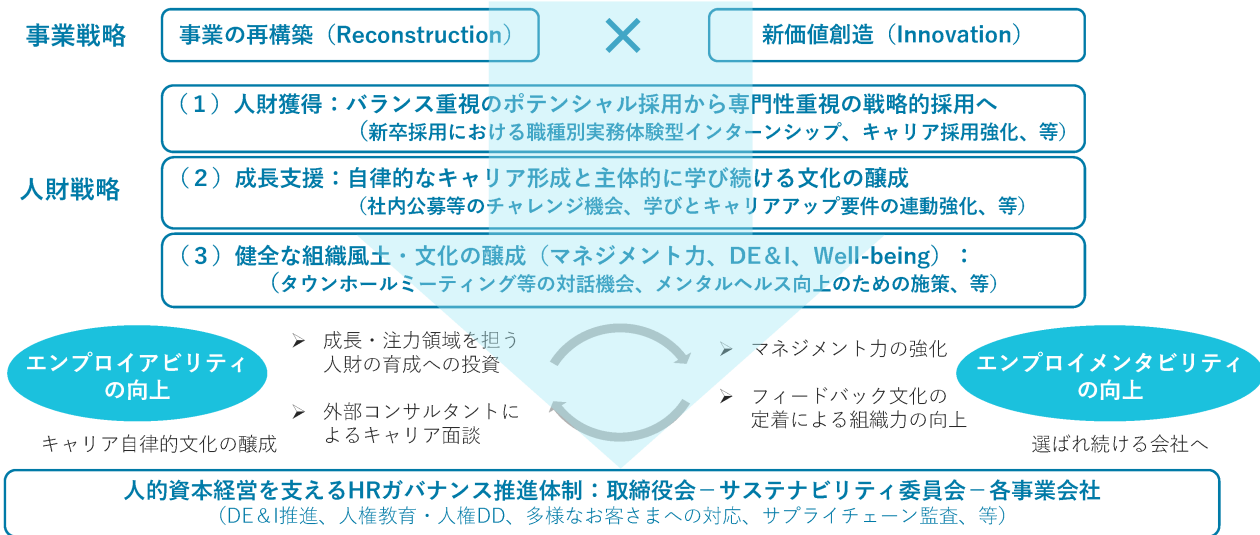 事業戦略
事業の再構築（Reconstruction）
×
新価値創造（Innovation）
人財戦略
（１）人財獲得：バランス重視のポテンシャル採用から専門性重視の戦略的採用へ
（新卒採用における職種別実務体験型インターンシップ、キャリア採用強化、等）
（２）成長支援：自律的なキャリア形成と主体的に学び続ける文化の醸成
（社内公募等のチャレンジ機会、学びとキャリアアップ要件の連動強化、等）
（３）健全な組織風土・文化の醸成（マネジメント力、DE＆I、Well-being）：
（タウンホールミーティング等の対話機会、メンタルヘルス向上のための施策、等）
エンプロイアビリティ
の向上
キャリア自律的文化の醸成
➢ 成長・注力領域を担う
人財の育成への投資
➢ 外部コンサルタントに
よるキャリア面談
➢ マネジメント力の強化
➢ フィードバック文化の
定着による組織力の向上
エンプロイメンタビリティ
の向上
選ばれ続ける会社へ
人的資本経営を支えるHRガバナンス推進体制：取締役会－サステナビリティ委員会－各事業会社
（DE＆I推進、人権教育・人権DD、多様なお客さまへの対応、サプライチェーン監査、等）